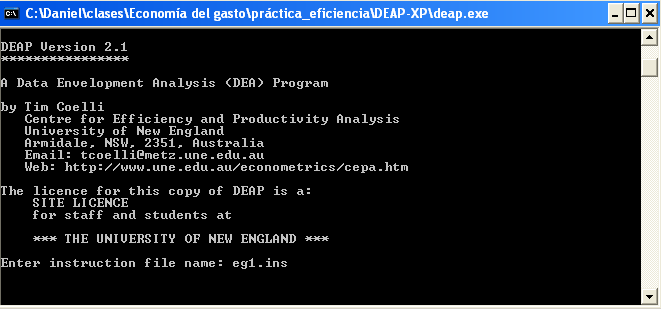 C:\Daniel\clases\Economía del gasto\práctica_eficiencia\DEAP-XP\deap.exe
DEAP Version 2.1
****************
A Data Envelopment Analysis (DEA) Program
by Tim Coelli
Centre for Efficiency and Productivity Analysis
University of New England
Armidale, NSW, 2351, Australia
Email: tcoelli@metz.une.edu.au
Web: http://www.une.edu.au/econometrics/cepa.htm
The licence for this copy of DEAP is a:
SITE LICENCE
for staff and students at
*** THE UNIVERSITY OF NEW ENGLAND ***
Enter instruction file name: eg1.ins